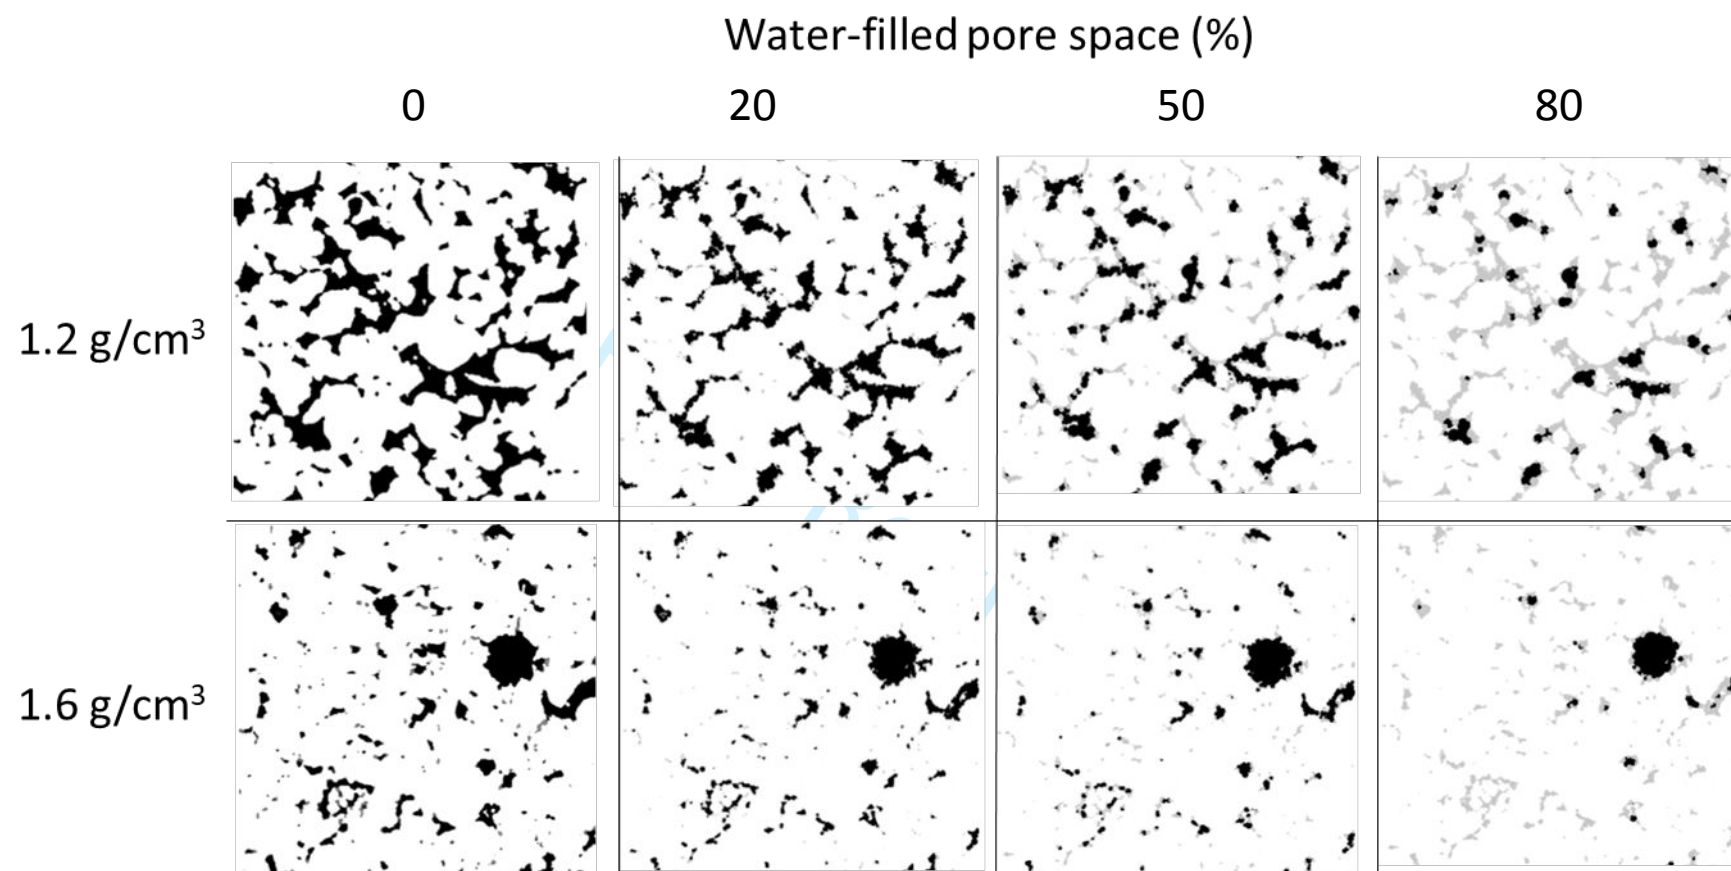 Water-filled pore space (%)
0 20 50 80
1.2 g/cm³
1.6 g/cm³